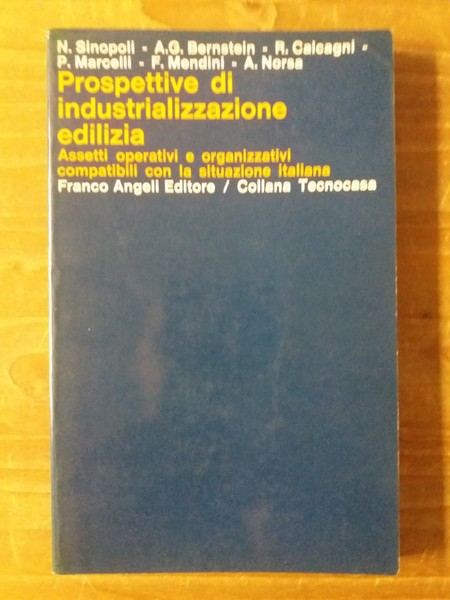 N. Sinopoli - A.G. Bernstein - R. Calcagni -
P. Marcelli - F. Mendini - A. Norsa
Prospettive di
industrializzazione
edilizia
Assetti operativi e organizzativi
compatibili con la situazione italiana
Franco Angeli Editore / Collana Tecnocasa